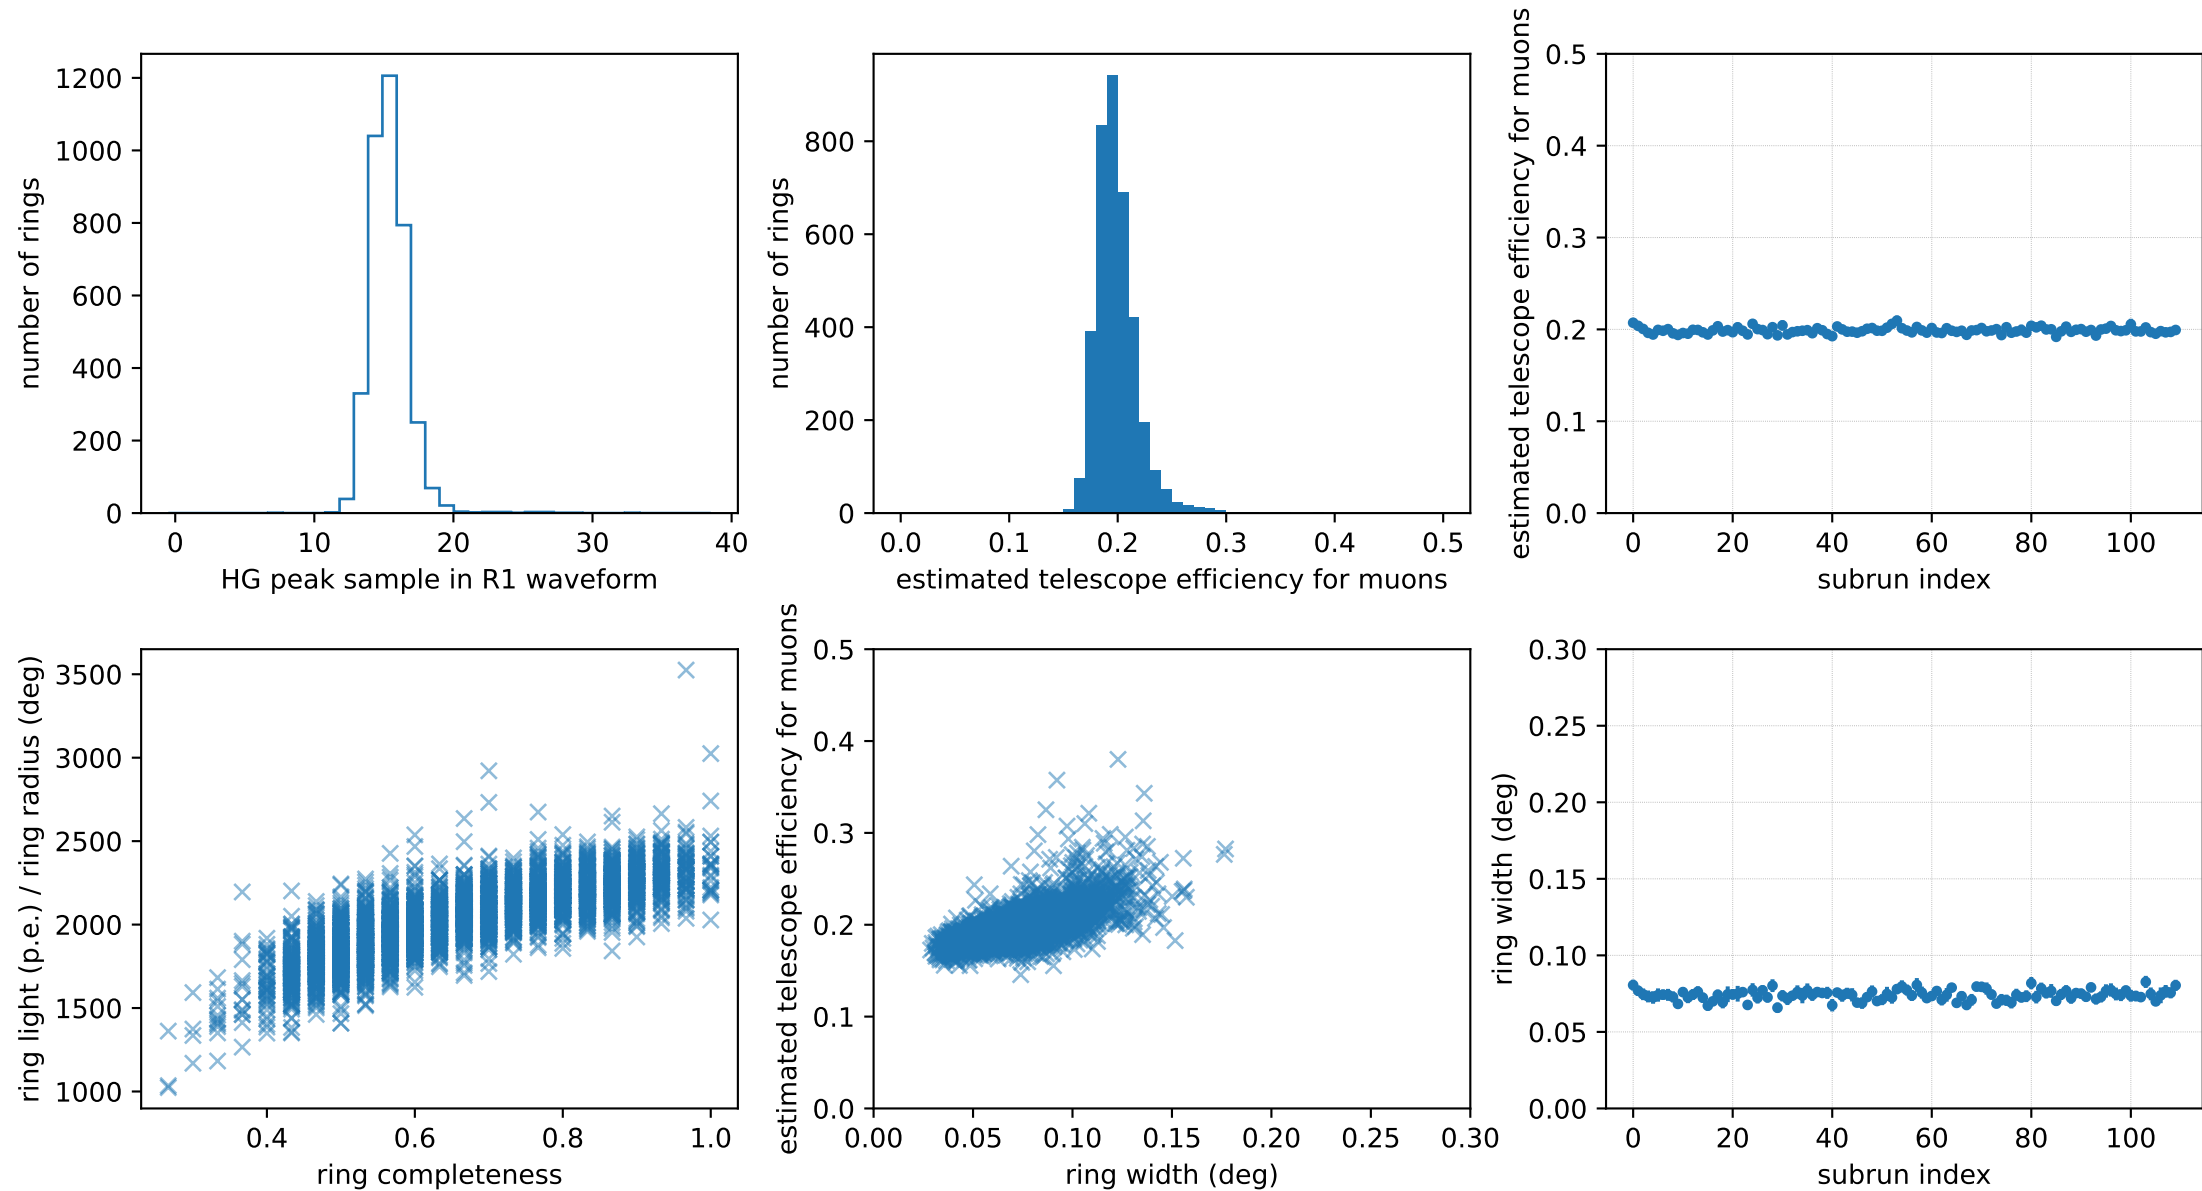 number of rings
1200
1000
800
600
400
200
0
0 10 20 30 40
HG peak sample in R1 waveform
number of rings
800
600
400
200
0
0.0 0.1 0.2 0.3 0.4 0.5
estimated telescope efficiency for muons
estimated telescope efficiency for muons
0.5
0.4
0.3
0.2
0.1
0.0
0 20 40 60 80 100
subrun index
ring light (p.e.) / ring radius (deg)
3500
3000
2500
2000
1500
1000
0.4 0.6 0.8 1.0
ring completeness
estimated telescope efficiency for muons
0.5
0.4
0.3
0.2
0.1
0.0
0.00 0.05 0.10 0.15 0.20 0.25 0.30
ring width (deg)
ring width (deg)
0.30
0.25
0.20
0.15
0.10
0.05
0.00
0 20 40 60 80 100
subrun index